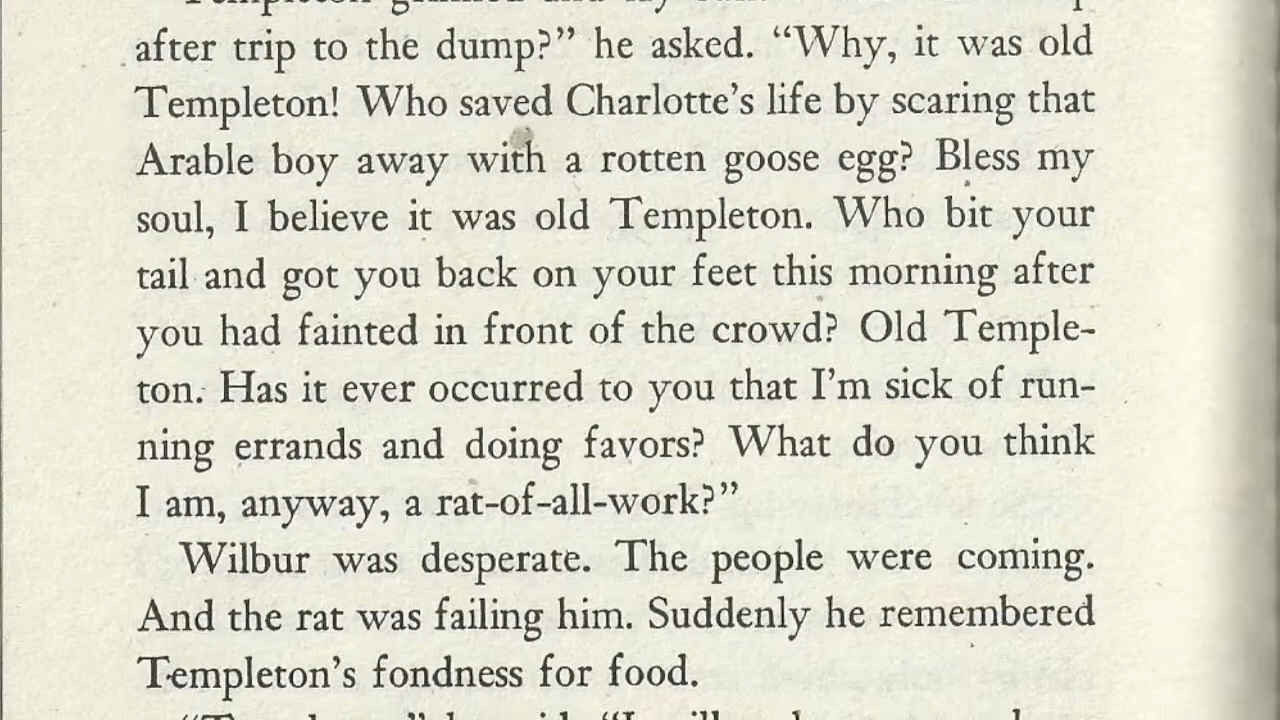 after trip to the dump?” he asked. “Why, it was old
Templeton! Who saved Charlotte’s life by scaring that
Arable boy away with a rotten goose egg? Bless my
soul, I believe it was old Templeton. Who bit your
tail and got you back on your feet this morning after
you had fainted in front of the crowd? Old Temple-
ton. Has it ever occurred to you that I’m sick of run-
ning errands and doing favors? What do you think
I am, anyway, a rat-of-all-work?”
Wilbur was desperate. The people were coming.
And the rat was failing him. Suddenly he remembered
Templeton’s fondness for food.